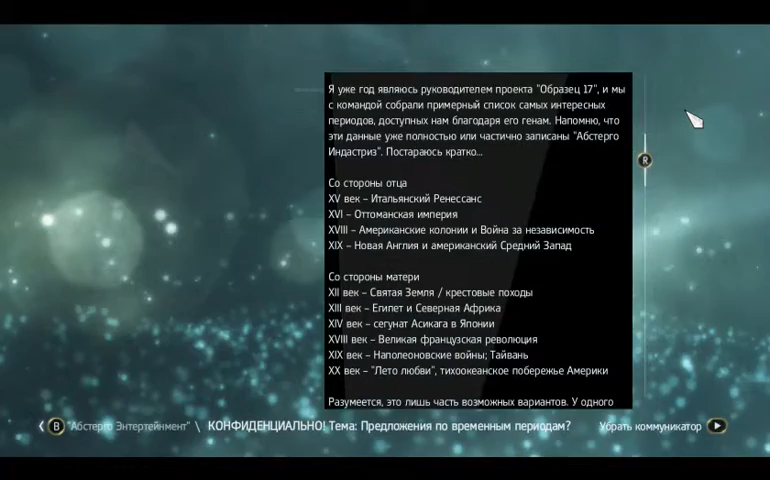 Я уже год являюсь руководителем проекта "Образец 17", и мы
с командой собрали примерный список самых интересных
периодов, доступных нам благодаря его генам. Напомню, что
эти данные уже полностью или частично записаны "Абстерго
Индастриз". Постараюсь кратко...
Со стороны отца
XV век – Итальянский Ренессанс
XVI – Оттоманская империя
XVIII – Американские колонии и Война за независимость
XIX – Новая Англия и американский Средний Запад
Со стороны матери
XII век – Святая Земля / крестовые походы
XIII век – Египет и Северная Африка
XIV век – сегунат Асикага в Японии
XVIII век – Великая французская революция
XIX век – Наполеоновские войны; Тайвань
XX век – "Лето любви", тихоокеанское побережье Америки
Разумеется, это лишь часть возможных вариантов. У одного
R
B "Абстерго Энтертейнмент" \ КОНФИДЕНЦИАЛЬНО! Тема: Предложения по временным периодам? Убрать коммуникатор